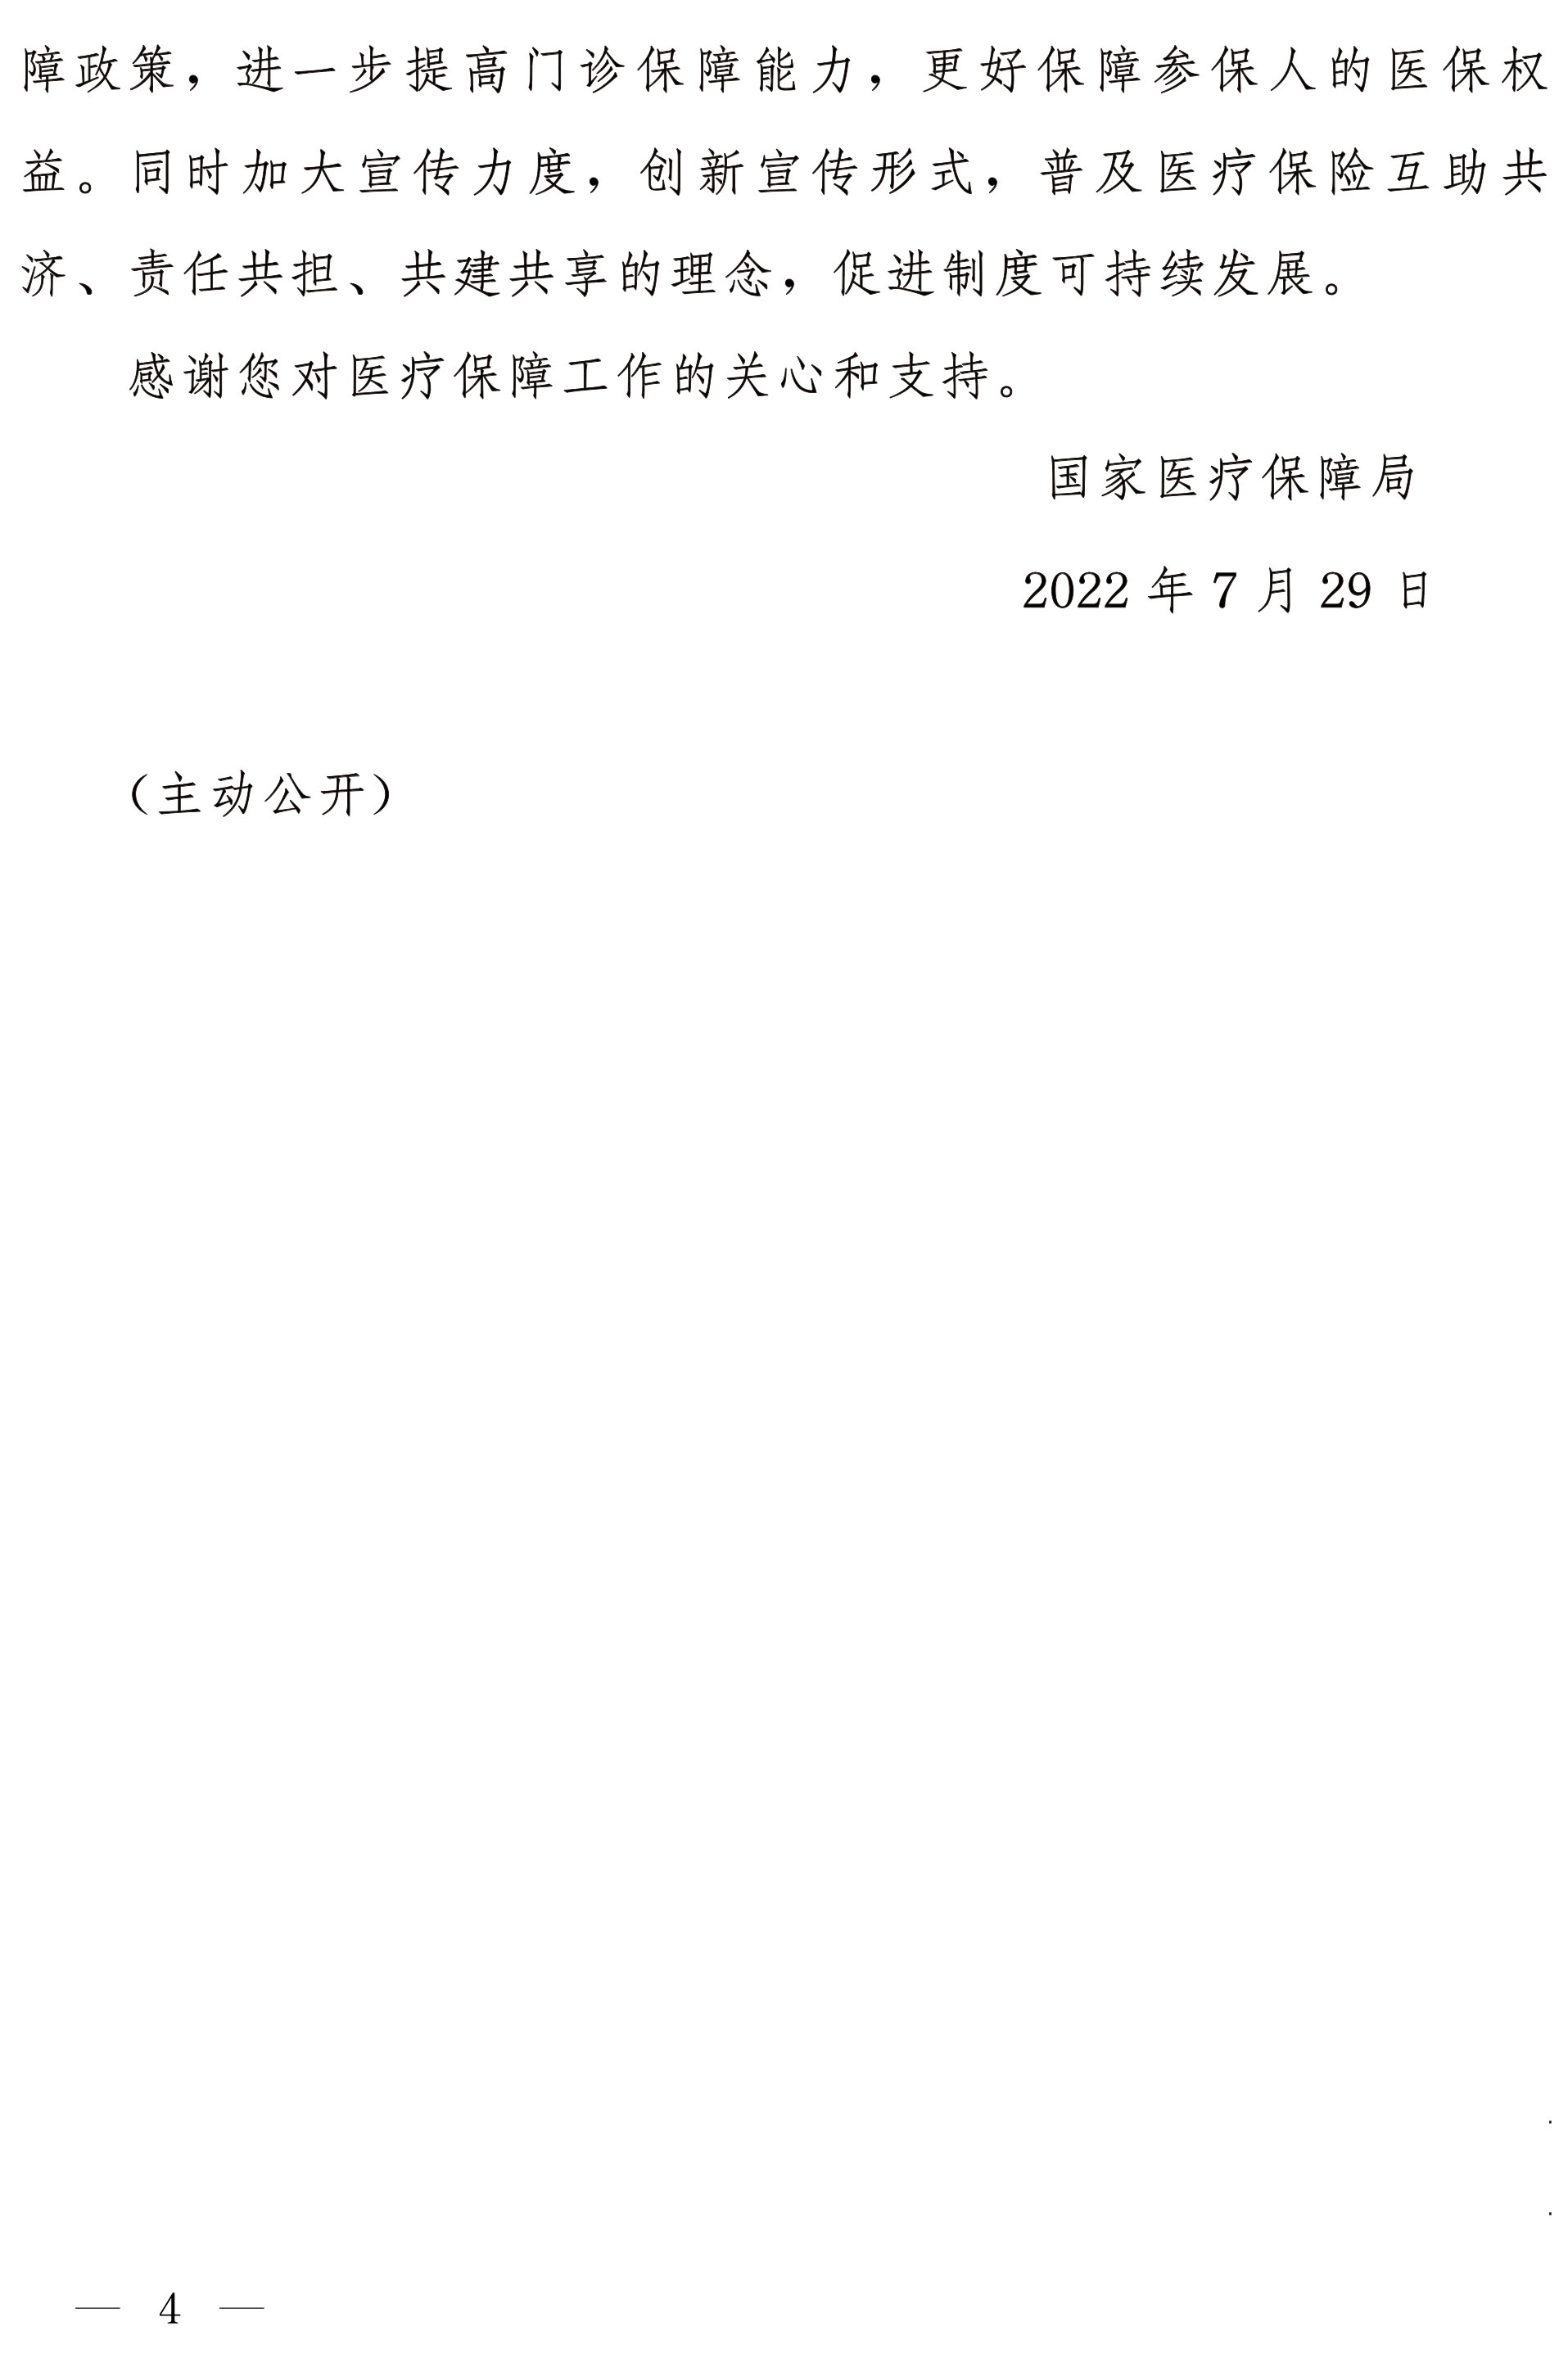 障政策，进一步提高门诊保障能力，更好保障参保人的医保权
益。同时加大宣传力度，创新宣传形式，普及医疗保险互助共
济、责任共担、共建共享的理念，促进制度可持续发展。
感谢您对医疗保障工作的关心和支持。
国家医疗保障局
2022 年 7 月 29 日
（主动公开）
— 4 —